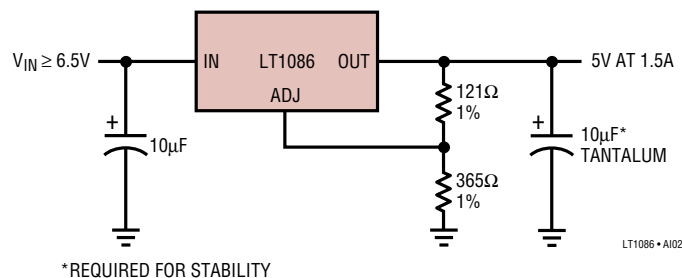 V_IN ≥ 6.5V
IN LT1086 OUT
ADJ
5V AT 1.5A
121Ω
1%
+
10µF
+
10µF*
TANTALUM
365Ω
1%
*REQUIRED FOR STABILITY
LT1086 • AI02